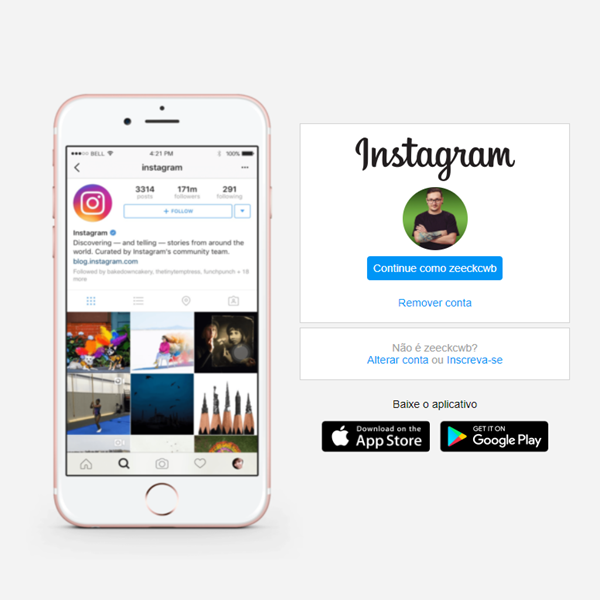 BELL 4:21 PM 100%
instagram
3314 171m 291
posts followers following
+ FOLLOW
Instagram
Discovering — and telling — stories from around the
world. Curated by Instagram's community team.
blog.instagram.com
Followed by bakedowncakery, thetinytemptress, funchpunch + 18
more
Instagram
Continue como zeeckcwb
Remover conta
Não é zeeckcwb?
Alterar conta ou Inscreva-se
Baixe o aplicativo
Download on the
App Store
GET IT ON
Google Play